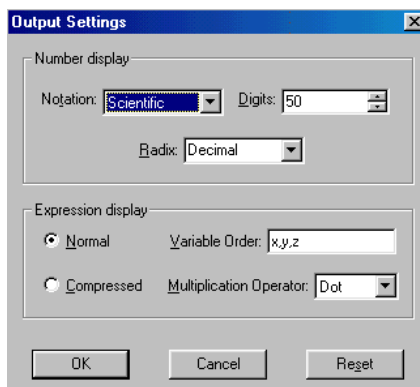 Output Settings
Number display
Notation: Scientific Digits: 50
Radix: Decimal
Expression display
Normal Variable Order: x,y,z
Compressed Multiplication Operator: Dot
OK Cancel Reset